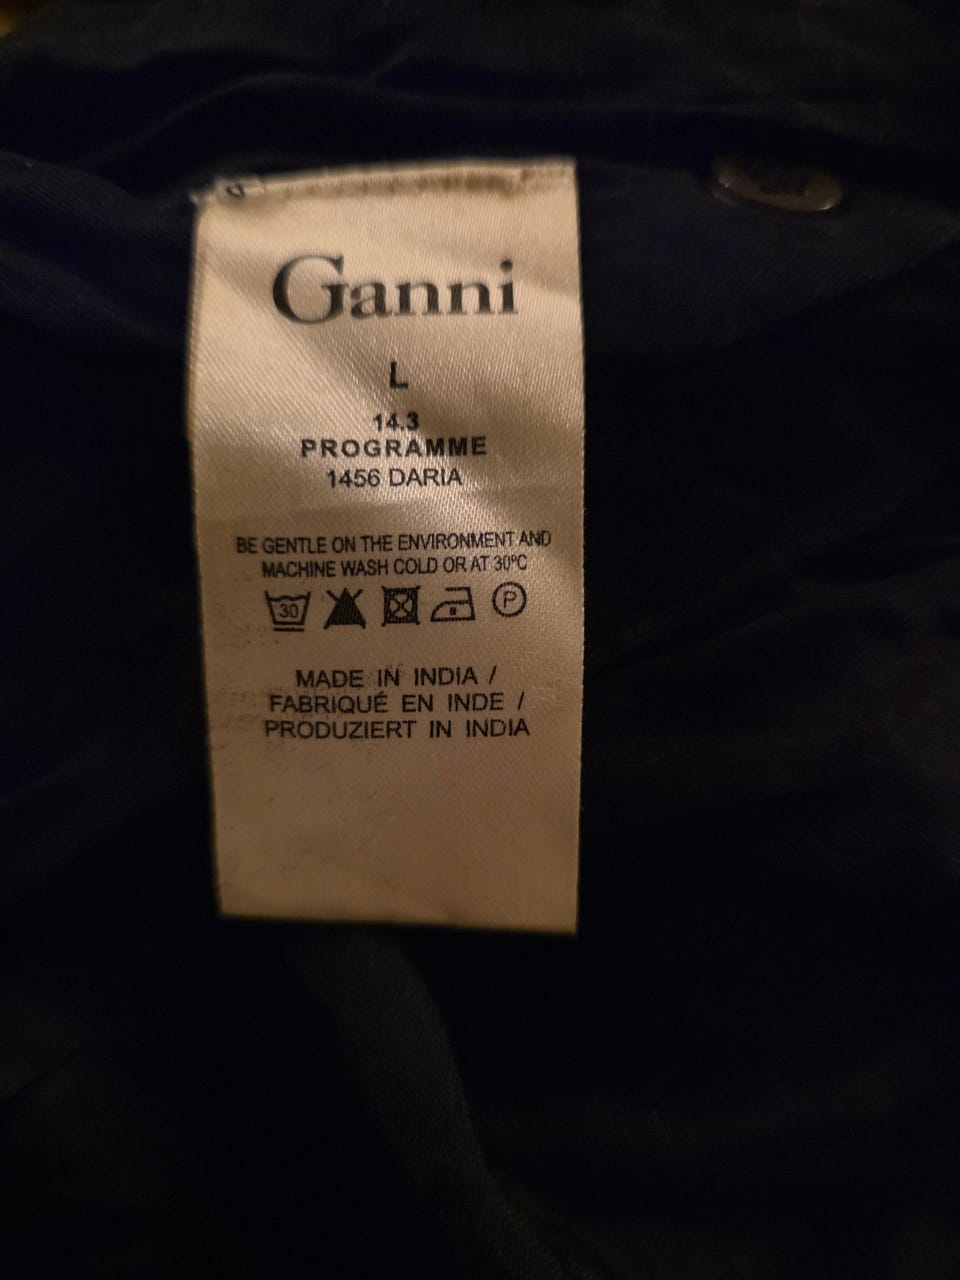 Ganni
L
14.3
PROGRAMME
1456 DARIA
BE GENTLE ON THE ENVIRONMENT AND
MACHINE WASH COLD OR AT 30°C
30 P
MADE IN INDIA /
FABRIQUÉ EN INDE /
PRODUZIERT IN INDIA